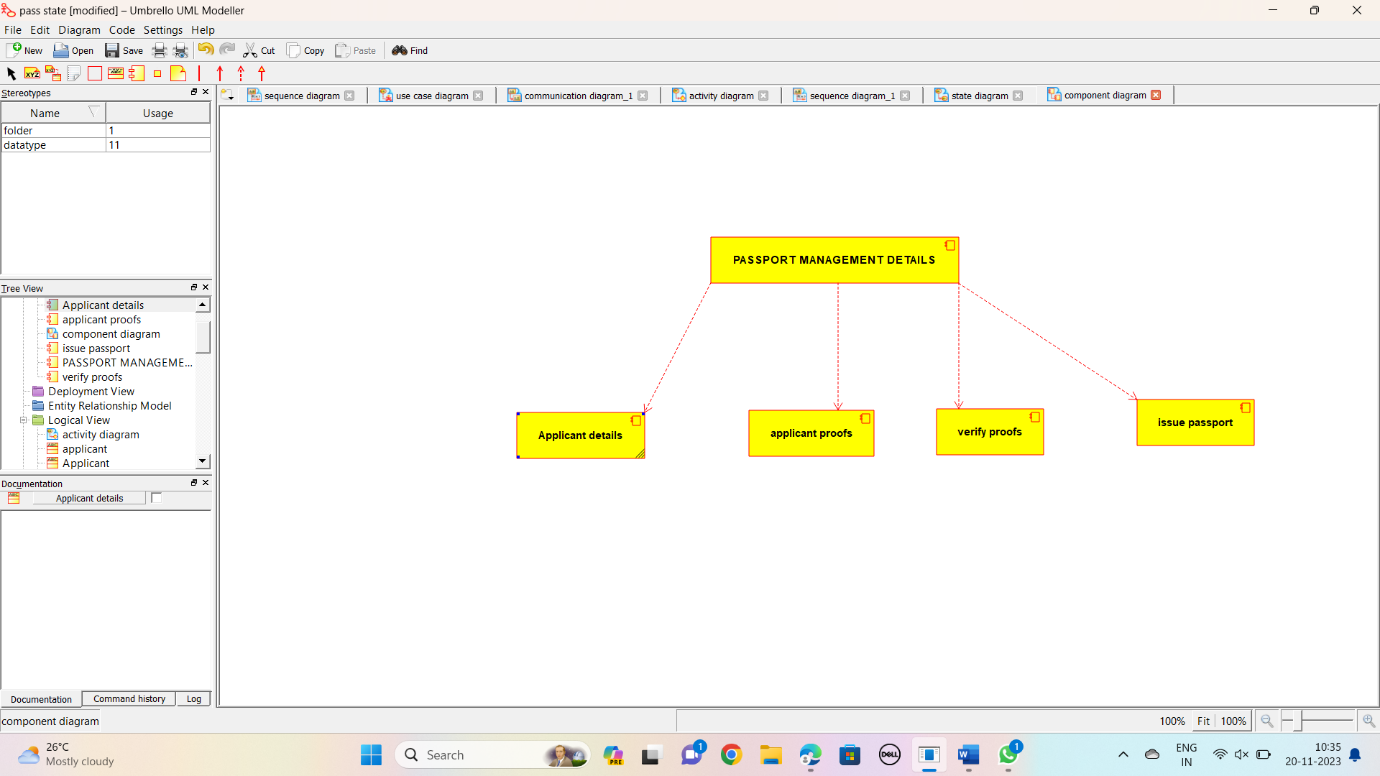 pass state [modified] – Umbrello UML Modeller
File Edit Diagram Code Settings Help
New Open Save Cut Copy Paste Find
XYZ
Stereotypes
Name Usage
folder 1
datatype 11
Tree View
Applicant details
applicant proofs
component diagram
issue passport
PASSPORT MANAGEME...
verify proofs
Deployment View
Entity Relationship Model
Logical View
activity diagram
applicant
Applicant
Documentation
Applicant details
Documentation Command history Log
sequence diagram use case diagram communication diagram_1 activity diagram sequence diagram_1 state diagram component diagram
PASSPORT MANAGEMENT DETAILS
Applicant details
applicant proofs
verify proofs
issue passport
component diagram
100% Fit 100%
26°C
Mostly cloudy
Search
PRE
1
DELL
1
ENG
IN
10:35
20-11-2023